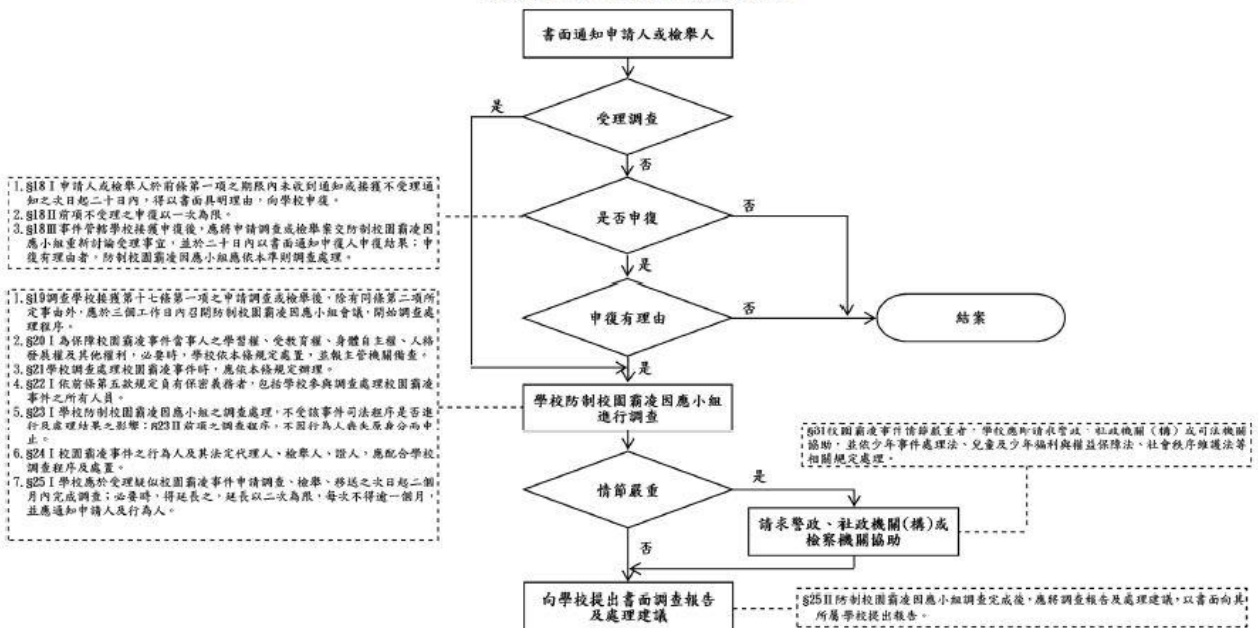 書面通知申請人或檢舉人
是
受理調查
否
1. §18Ⅰ申請人或檢舉人於前條第一項之期限內未收到通知或接獲不受理通
知之次日起二十日內，得以書面具明理由，向學校申復。
2. §18Ⅱ前項不受理之申復以一次為限。
3. §18Ⅲ事件管轄學校接獲申復後，應將申請調查或檢舉案交防制校園霸凌因
應小組重新討論受理事宜，並於二十日內以書面通知申復人申復結果；申
復有理由者，防制校園霸凌因應小組應依本準則調查處理。
是否申復
否
是
申復有理由
否
結案
是
1. §19調查學校接獲第十七條第一項之申請調查或檢舉後，除有同條第二項所
定事由外，應於三個工作日內召開防制校園霸凌因應小組會議，開始調查處
理程序。
2. §20Ⅰ為保障校園霸凌事件當事人之學習權、受教育權、身體自主權、人格
發展權及其他權利，必要時，學校依本條規定處置，並報主管機關備查。
3. §21學校調查處理校園霸凌事件時，應依本條規定辦理。
4. §22Ⅰ依前條第五款規定負有保密義務者，包括學校參與調查處理校園霸凌
事件之所有人員。
5. §23Ⅰ學校防制校園霸凌因應小組之調查處理，不受該事件司法程序是否進
行及處理結果之影響；§23Ⅱ前項之調查程序，不因行為人喪失原身分而中
止。
6. §24Ⅰ校園霸凌事件之行為人及其法定代理人、檢舉人、證人，應配合學校
調查程序及處置。
7. §25Ⅰ學校應於受理疑似校園霸凌事件申請調查、檢舉、移送之次日起二個
月內完成調查；必要時，得延長之，延長以二次為限，每次不得逾一個月，
並應通知申請人及行為人。
學校防制校園霸凌因應小組
進行調查
§31校園霸凌事件情節嚴重者，學校應即請求警政、社政機關（構）或司法機關
協助，並依少年事件處理法、兒童及少年福利與權益保障法、社會秩序維護法等
相關規定處理。
情節嚴重
是
請求警政、社政機關(構)或
檢察機關協助
否
向學校提出書面調查報告
及處理建議
§25Ⅱ防制校園霸凌因應小組調查完成後，應將調查報告及處理建議，以書面向其
所屬學校提出報告。